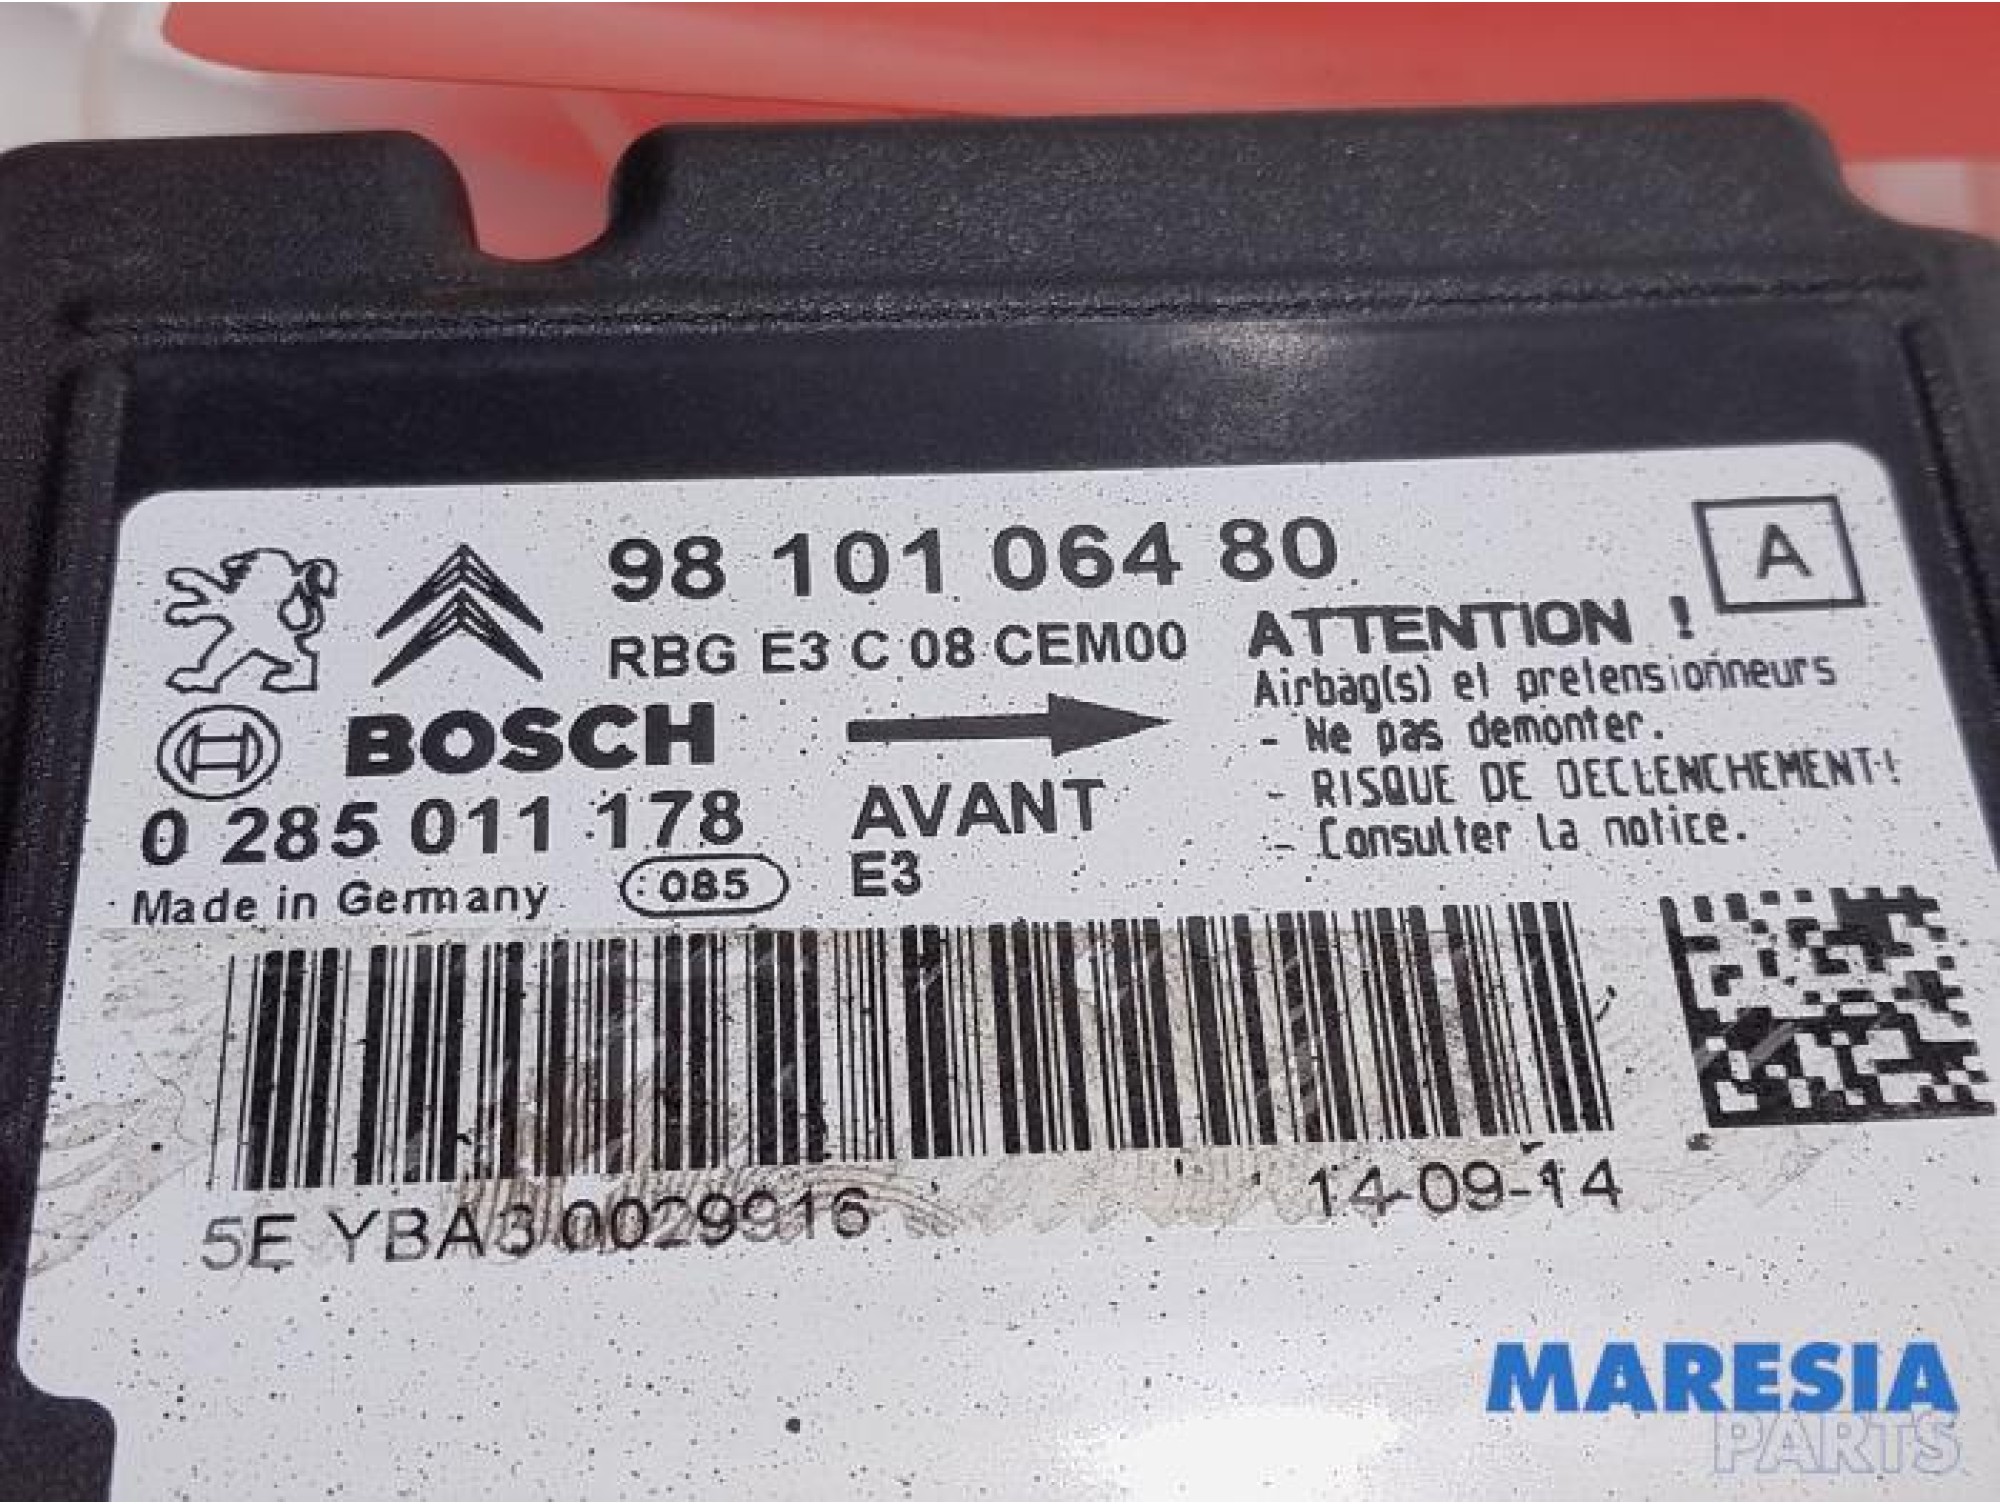 98 101 064 80
A
RBG E3 C 08 CEM00
ATTENTION !
Airbag(s) et pretensionneurs
- Ne pas demonter.
- RISQUE DE DECLENCHEMENT !
- Consulter la notice.
BOSCH
0 285 011 178
AVANT
E3
Made in Germany
085
5E YBA3 0029916
14-09-14
MARESIA
PARTS